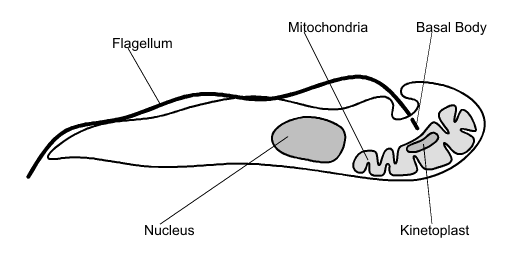 Mitochondria
Basal Body
Flagellum
Nucleus
Kinetoplast